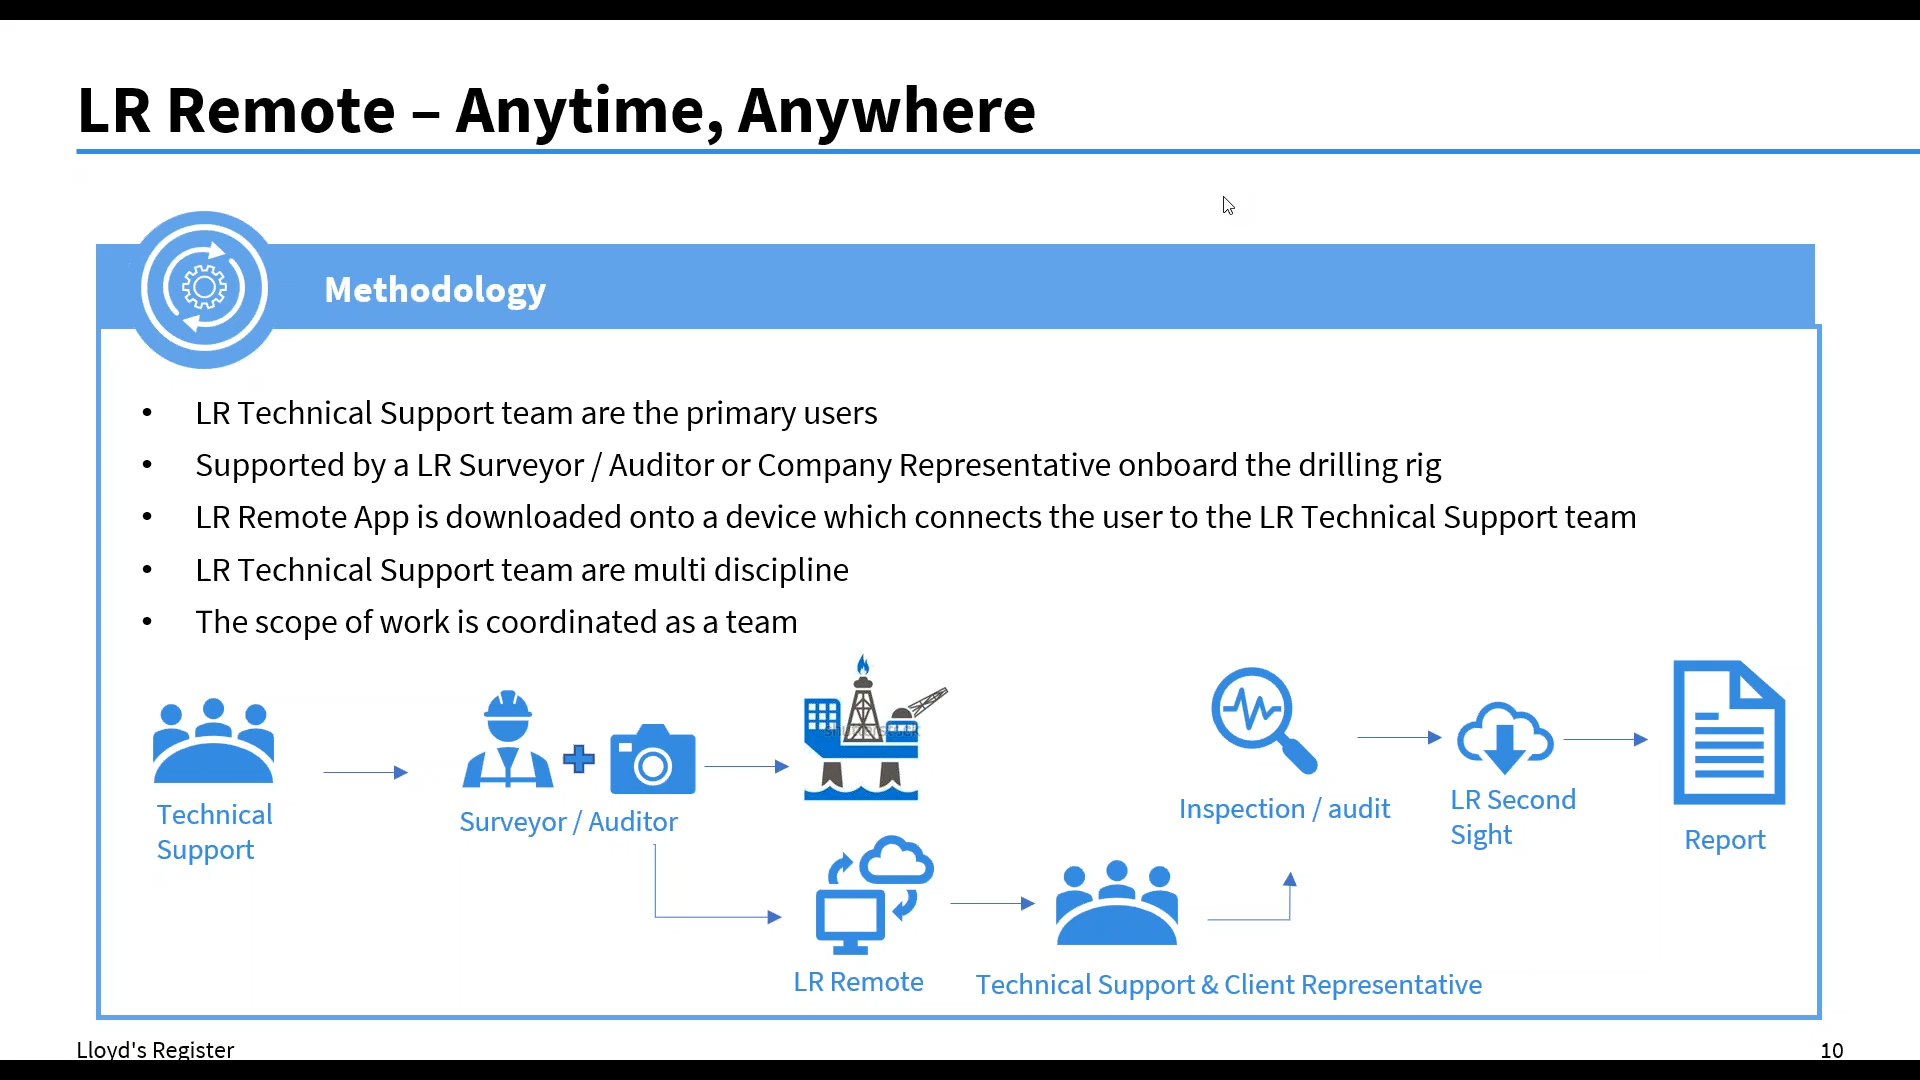 LR Remote – Anytime, Anywhere
Methodology
• LR Technical Support team are the primary users
• Supported by a LR Surveyor / Auditor or Company Representative onboard the drilling rig
• LR Remote App is downloaded onto a device which connects the user to the LR Technical Support team
• LR Technical Support team are multi discipline
• The scope of work is coordinated as a team
Technical
Support
Surveyor / Auditor
shutterstock
LR Remote
Technical Support & Client Representative
Inspection / audit
LR Second
Sight
Report
Lloyd's Register
10